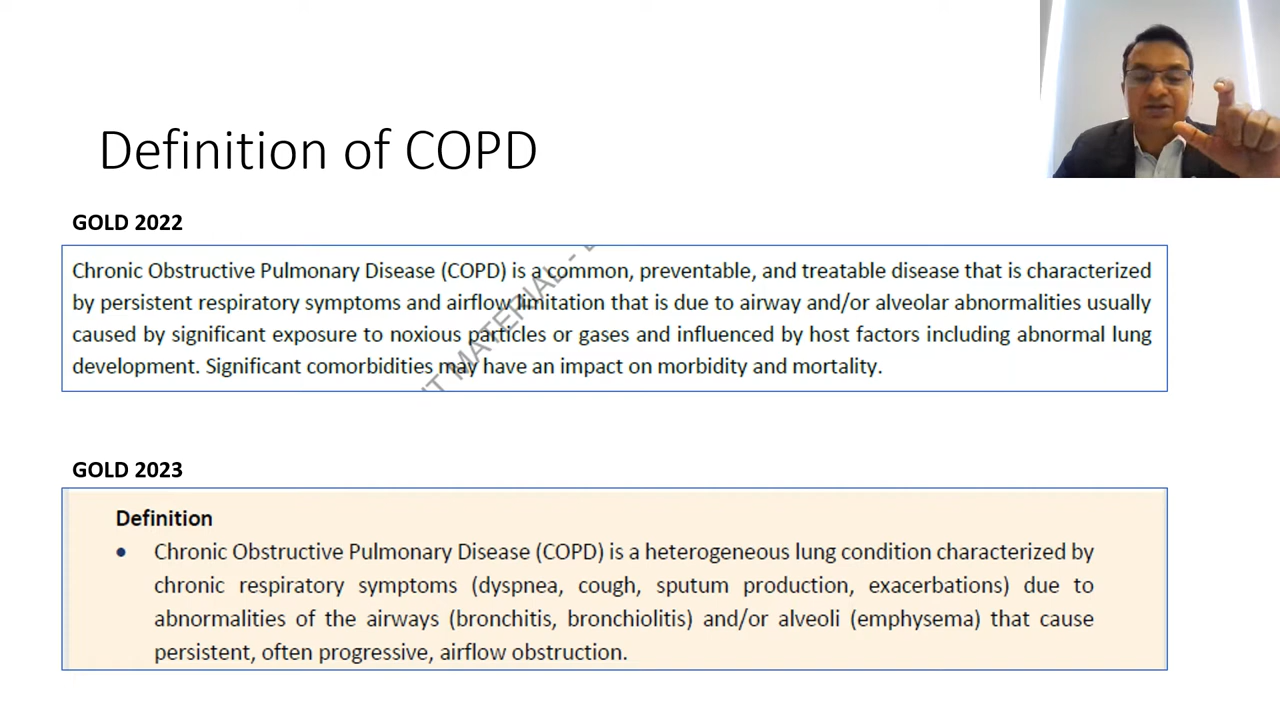 Definition of COPD
GOLD 2022
Chronic Obstructive Pulmonary Disease (COPD) is a common, preventable, and treatable disease that is characterized
by persistent respiratory symptoms and airflow limitation that is due to airway and/or alveolar abnormalities usually
caused by significant exposure to noxious particles or gases and influenced by host factors including abnormal lung
development. Significant comorbidities may have an impact on morbidity and mortality.
MATERIAL -
GOLD 2023
Definition
• Chronic Obstructive Pulmonary Disease (COPD) is a heterogeneous lung condition characterized by
chronic respiratory symptoms (dyspnea, cough, sputum production, exacerbations) due to
abnormalities of the airways (bronchitis, bronchiolitis) and/or alveoli (emphysema) that cause
persistent, often progressive, airflow obstruction.